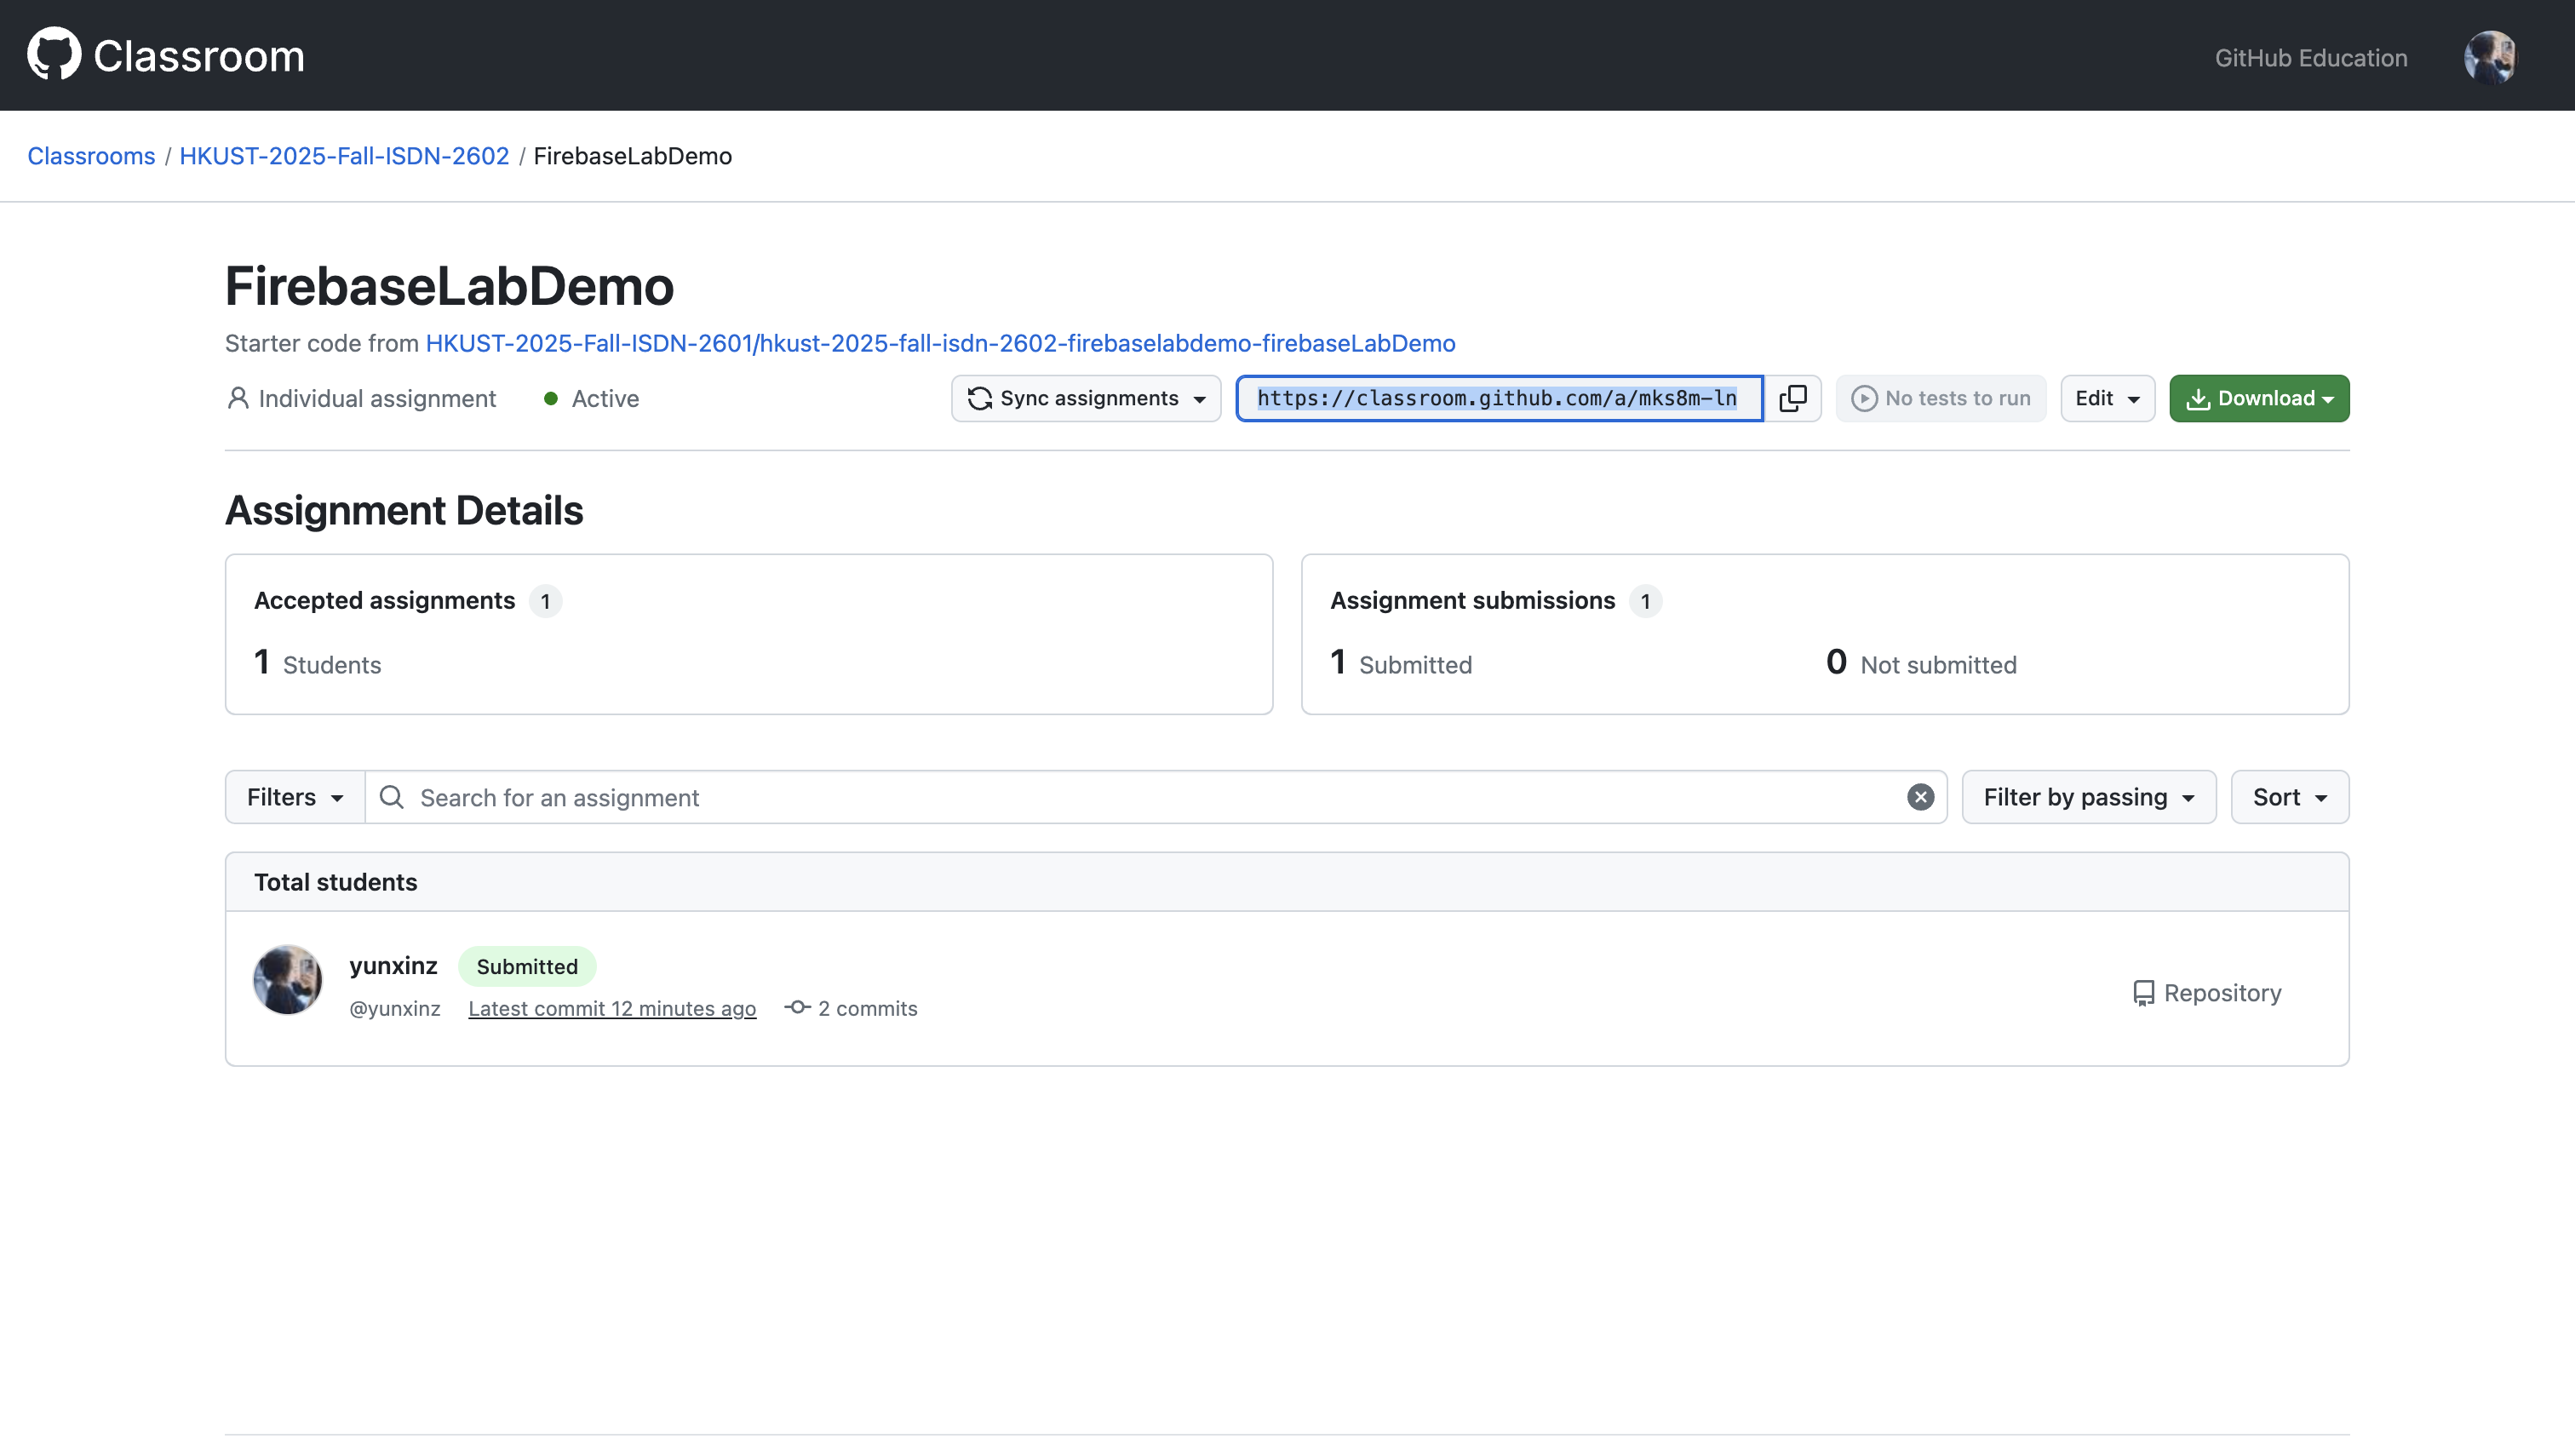 Classroom
GitHub Education
Classrooms / HKUST-2025-Fall-ISDN-2602 / FirebaseLabDemo
FirebaseLabDemo
Starter code from HKUST-2025-Fall-ISDN-2601/hkust-2025-fall-isdn-2602-firebaselabdemo-firebaseLabDemo
Individual assignment Active Sync assignments https://classroom.github.com/a/mks8m-ln No tests to run Edit Download
Assignment Details
Accepted assignments 1
1 Students
Assignment submissions 1
1 Submitted 0 Not submitted
Filters Search for an assignment Filter by passing Sort
Total students
yunxinz Submitted
@yunxinz Latest commit 12 minutes ago 2 commits
Repository